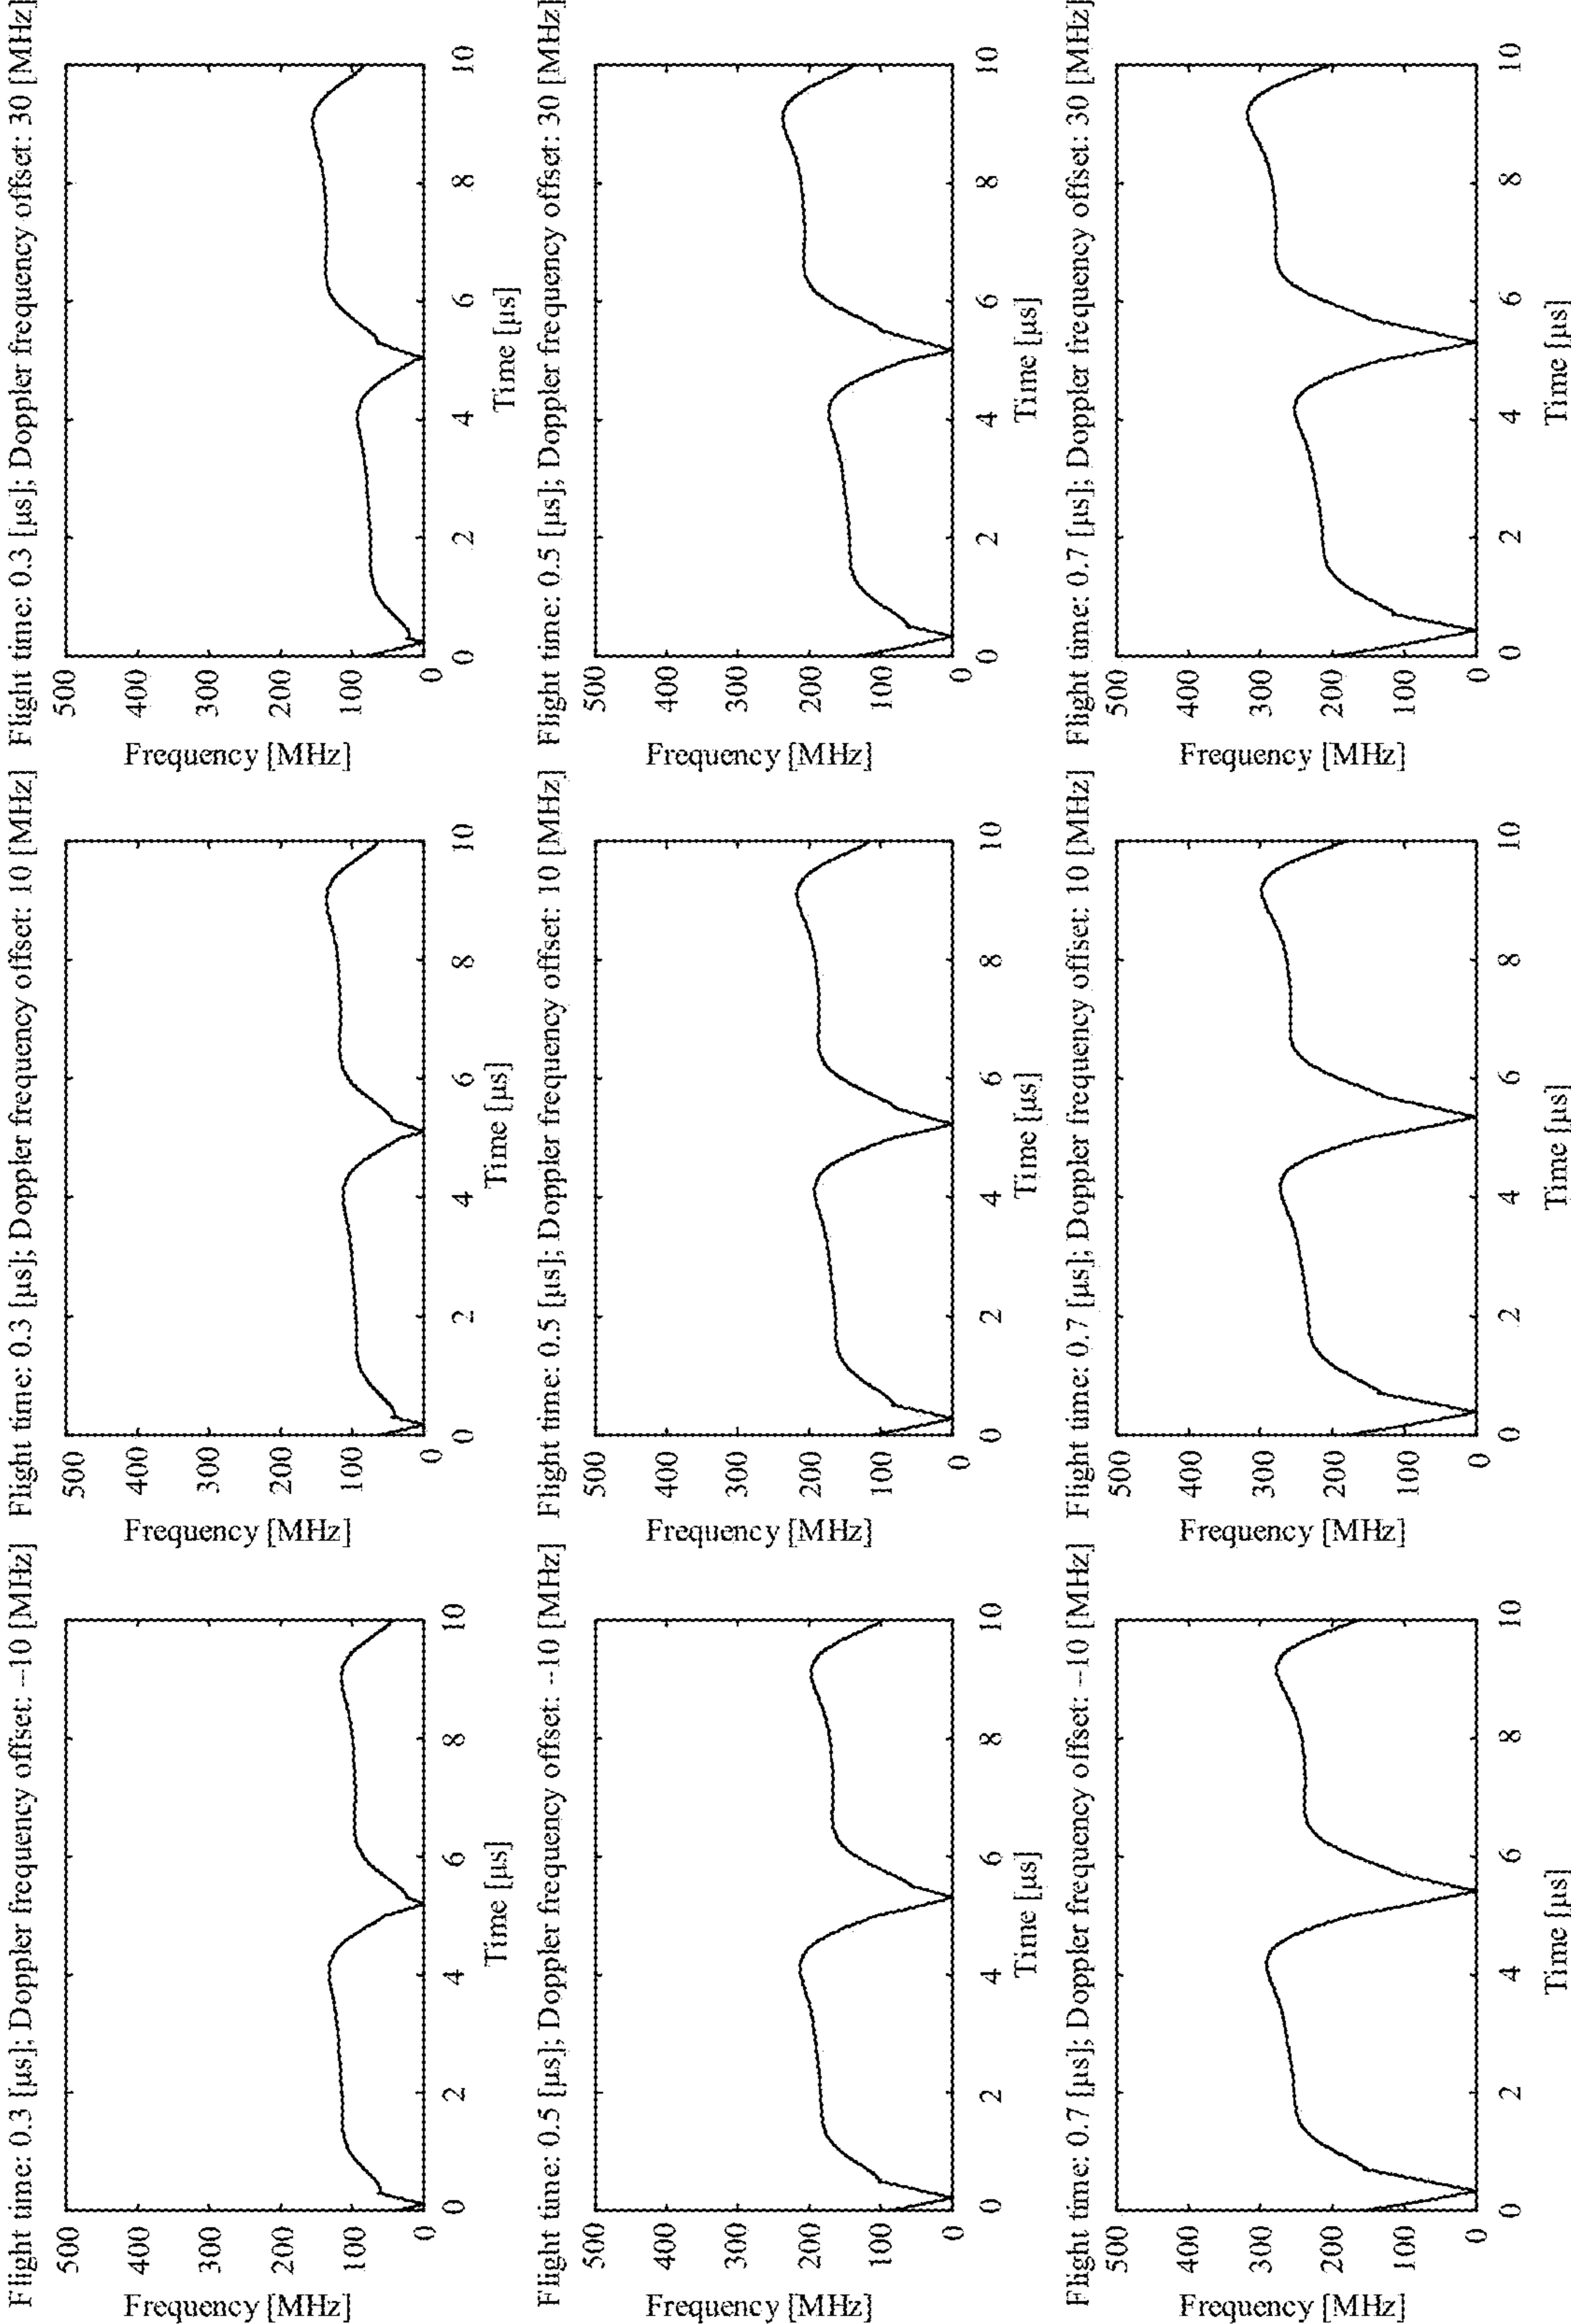 Flight time: 0.3 [µs]; Doppler frequency offset: -10 [MHz]
Frequency [MHz]
500
400
300
200
100
0
0 2 4 6 8 10
Time [µs]
Flight time: 0.3 [µs]; Doppler frequency offset: 10 [MHz]
Frequency [MHz]
500
400
300
200
100
0
0 2 4 6 8 10
Time [µs]
Flight time: 0.3 [µs]; Doppler frequency offset: 30 [MHz]
Frequency [MHz]
500
400
300
200
100
0
0 2 4 6 8 10
Time [µs]
Flight time: 0.5 [µs]; Doppler frequency offset: -10 [MHz]
Frequency [MHz]
500
400
300
200
100
0
0 2 4 6 8 10
Time [µs]
Flight time: 0.5 [µs]; Doppler frequency offset: 10 [MHz]
Frequency [MHz]
500
400
300
200
100
0
0 2 4 6 8 10
Time [µs]
Flight time: 0.5 [µs]; Doppler frequency offset: 30 [MHz]
Frequency [MHz]
500
400
300
200
100
0
0 2 4 6 8 10
Time [µs]
Flight time: 0.7 [µs]; Doppler frequency offset: -10 [MHz]
Frequency [MHz]
500
400
300
200
100
0
0 2 4 6 8 10
Time [µs]
Flight time: 0.7 [µs]; Doppler frequency offset: 10 [MHz]
Frequency [MHz]
500
400
300
200
100
0
0 2 4 6 8 10
Time [µs]
Flight time: 0.7 [µs]; Doppler frequency offset: 30 [MHz]
Frequency [MHz]
500
400
300
200
100
0
0 2 4 6 8 10
Time [µs]